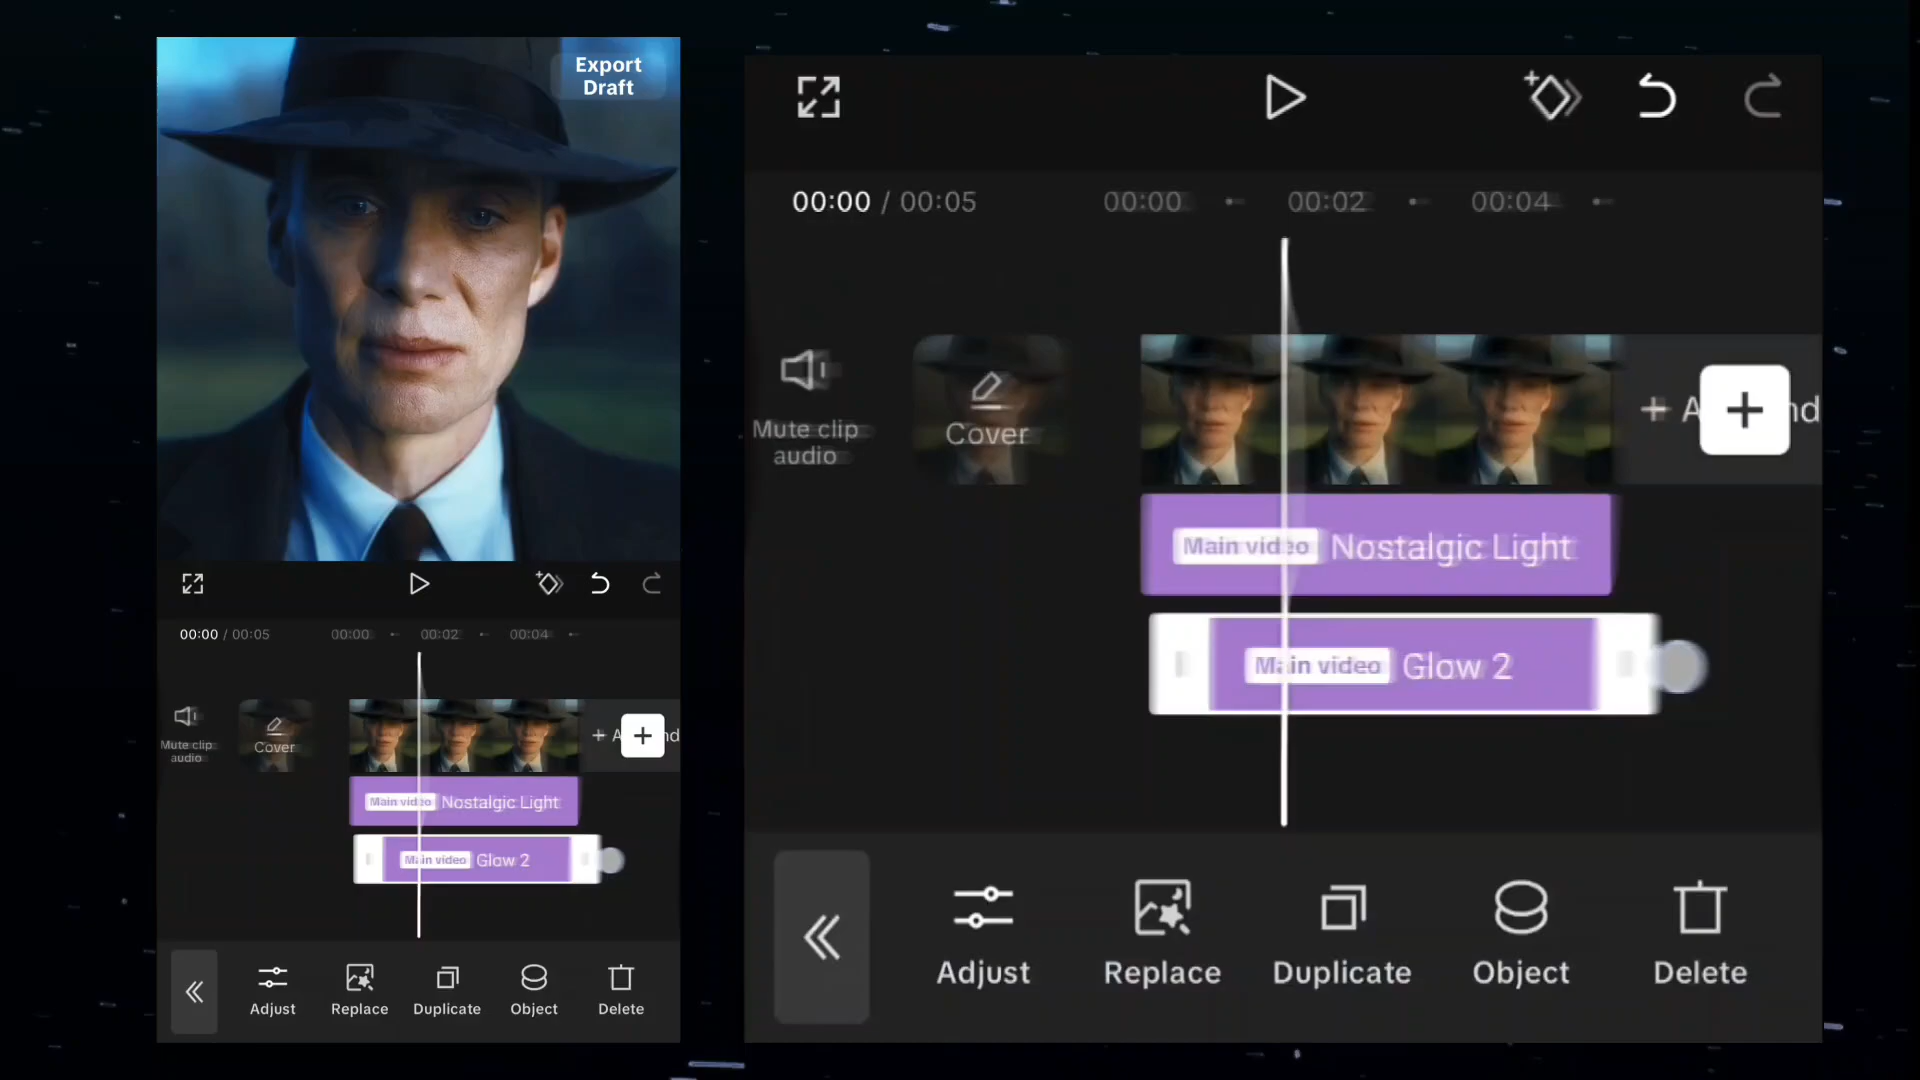 Export
Draft
00:00 / 00:05
00:00
00:02
00:04
Mute clip
audio
Cover
+ A
nd
Main video
Nostalgic Light
Main video
Glow 2
Adjust
Replace
Duplicate
Object
Delete
00:00 / 00:05
00:00
00:02
00:04
Mute clip
audio
Cover
+ A
nd
Main video
Nostalgic Light
Main video
Glow 2
Adjust
Replace
Duplicate
Object
Delete